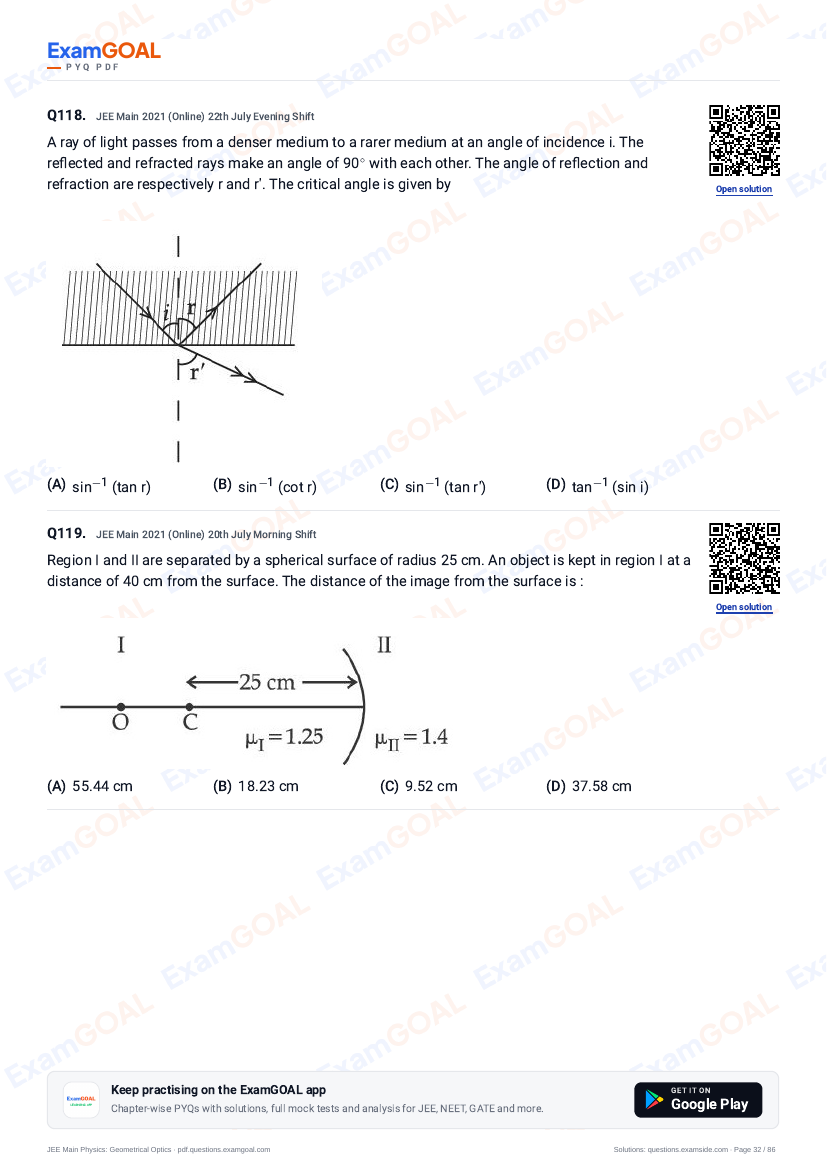 ExamGOAL
PYQ PDF
Q118. JEE Main 2021 (Online) 22th July Evening Shift
A ray of light passes from a denser medium to a rarer medium at an angle of incidence i. The
reflected and refracted rays make an angle of 90° with each other. The angle of reflection and
refraction are respectively r and r'. The critical angle is given by
Open solution
i r
r′
(A) sin⁻¹ (tan r) (B) sin⁻¹ (cot r) (C) sin⁻¹ (tan r') (D) tan⁻¹ (sin i)
Q119. JEE Main 2021 (Online) 20th July Morning Shift
Region I and II are separated by a spherical surface of radius 25 cm. An object is kept in region I at a
distance of 40 cm from the surface. The distance of the image from the surface is :
Open solution
I II
25 cm
O C
μ_I = 1.25 μ_II = 1.4
(A) 55.44 cm (B) 18.23 cm (C) 9.52 cm (D) 37.58 cm
Keep practising on the ExamGOAL app
Chapter-wise PYQs with solutions, full mock tests and analysis for JEE, NEET, GATE and more.
GET IT ON
Google Play
JEE Main Physics: Geometrical Optics · pdf.questions.examgoal.com
Solutions: questions.examside.com · Page 32 / 86